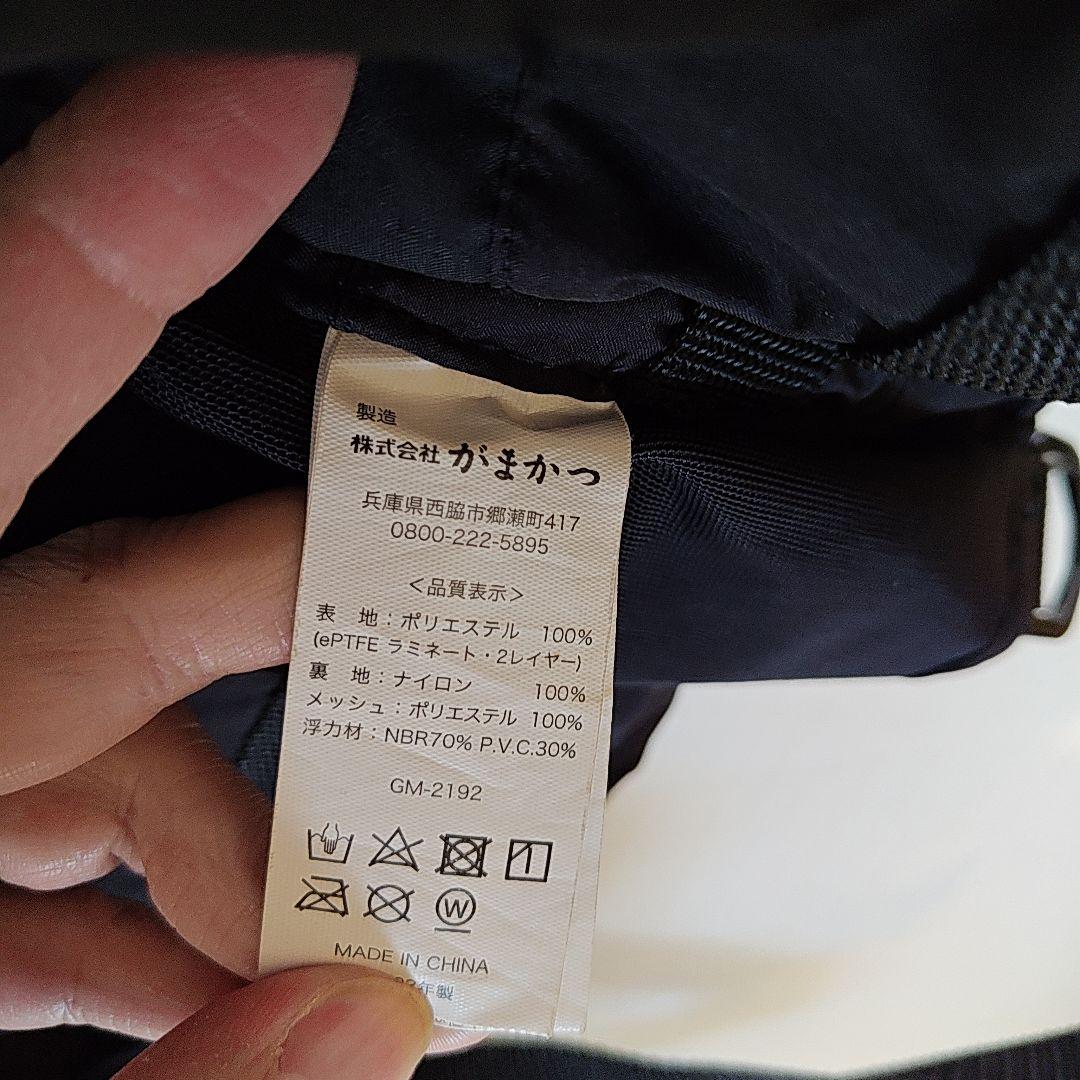 製造
株式会社 がまかつ
兵庫県西脇市郷瀬町417
0800-222-5895
<品質表示>
表 地：ポリエステル 100%
(ePTFE ラミネート・2レイヤー)
裏 地：ナイロン 100%
メッシュ：ポリエステル 100%
浮力材：NBR70% P.V.C.30%
GM-2192
W
MADE IN CHINA
年製